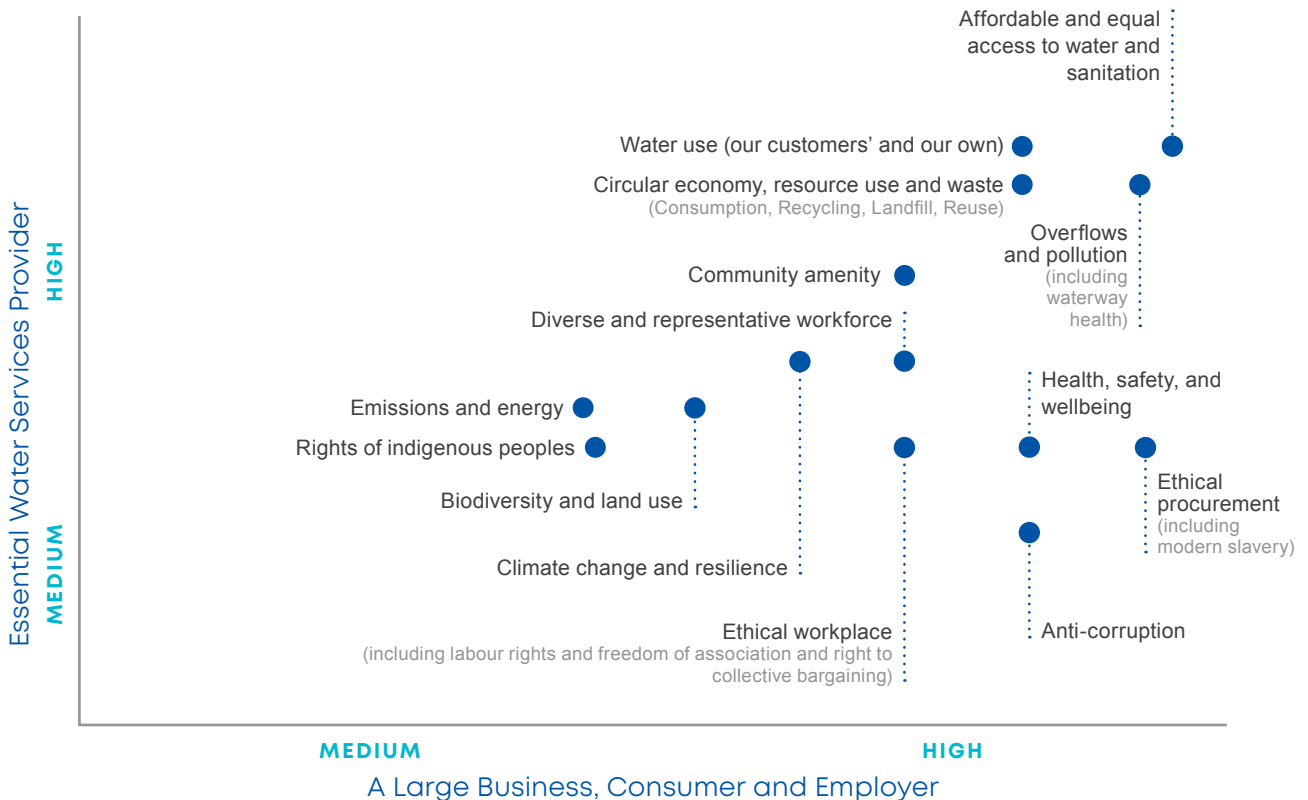 Affordable and equal
access to water and
sanitation
Water use (our customers’ and our own)
Circular economy, resource use and waste
(Consumption, Recycling, Landfill, Reuse)
Overflows
and pollution
(including
waterway
health)
Community amenity
Diverse and representative workforce
Health, safety, and
wellbeing
Emissions and energy
Rights of indigenous peoples
Biodiversity and land use
Ethical
procurement
(including
modern slavery)
Climate change and resilience
Ethical workplace
(including labour rights and freedom of association and right to
collective bargaining)
Anti-corruption
Essential Water Services Provider
HIGH
MEDIUM
MEDIUM
HIGH
A Large Business, Consumer and Employer